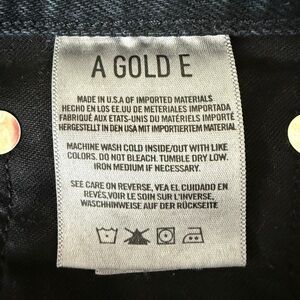 A GOLD E
MADE IN U.S.A OF IMPORTED MATERIALS
HECHO EN LOS EE.UU DE METERIALES IMPORTADA
FABRIQUÉ AUX ETATS-UNIS DU MATÉRIELS IMPORTÉ
HERGESTELLT IN DEN USA MIT IMPORTIERTEM MATERIAL
MACHINE WASH COLD INSIDE/OUT WITH LIKE
COLORS. DO NOT BLEACH. TUMBLE DRY LOW.
IRON MEDIUM IF NECESSARY.
SEE CARE ON REVERSE, VEA EL CUIDADO EN
REVÉS, VOIR LE SOIN SUR L'INVERSE,
WASCHHINWEISE AUF DER RÜCKSEITE